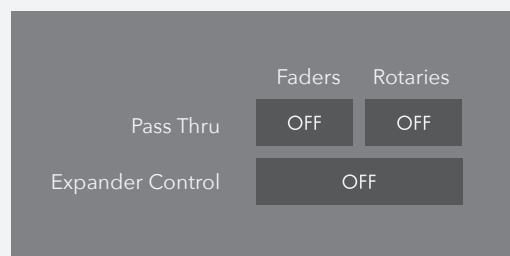 Faders Rotaries
Pass Thru OFF OFF
Expander Control OFF